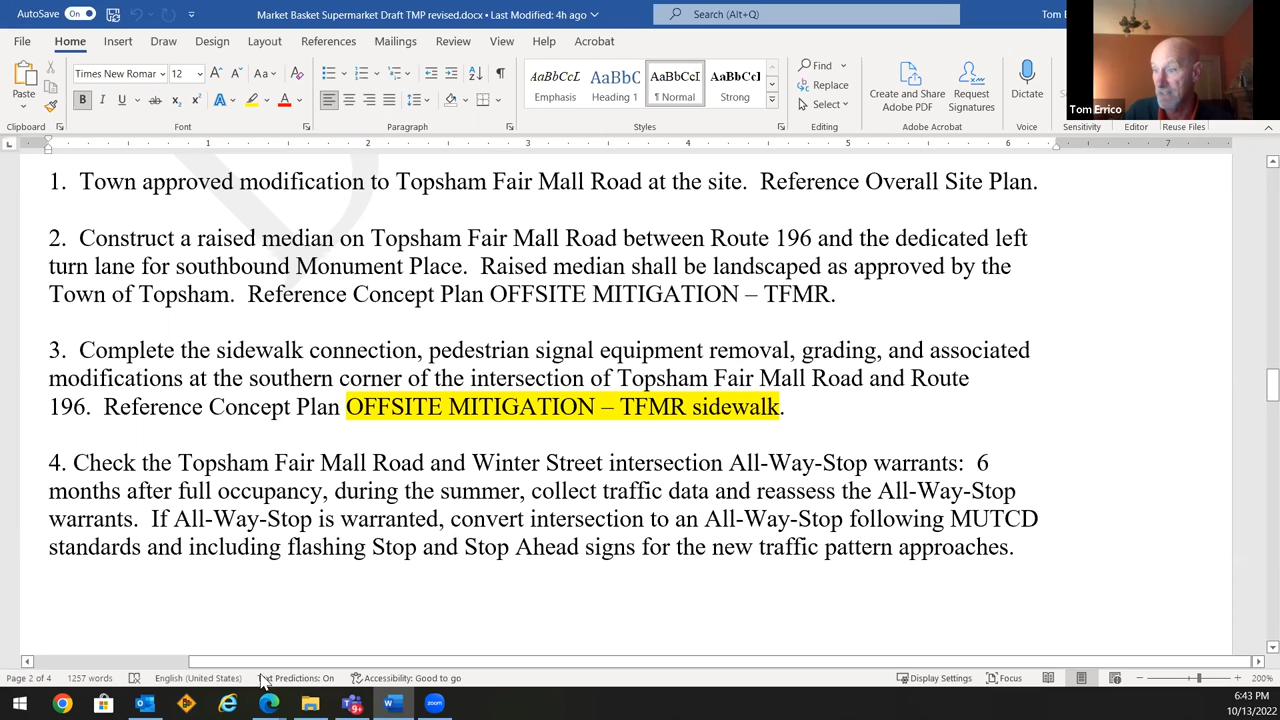 AutoSave On Market Basket Supermarket Draft TMP revised.docx • Last Modified: 4h ago Search (Alt+Q) Tom
File Home Insert Draw Design Layout References Mailings Review View Help Acrobat
Times New Roman 12
AaBbCcL AaBbC AaBbCcI AaBbCcI
Find
Replace
Select
Paste
Emphasis Heading 1 ¶ Normal Strong
Create and Share Adobe PDF
Request Signatures
Dictate
Tom Errico
Clipboard Font Paragraph Styles Editing Adobe Acrobat Voice Sensitivity Editor Reuse Files
1 2 3 4 5 6 7
1. Town approved modification to Topsham Fair Mall Road at the site. Reference Overall Site Plan.
2. Construct a raised median on Topsham Fair Mall Road between Route 196 and the dedicated left
turn lane for southbound Monument Place. Raised median shall be landscaped as approved by the
Town of Topsham. Reference Concept Plan OFFSITE MITIGATION – TFMR.
3. Complete the sidewalk connection, pedestrian signal equipment removal, grading, and associated
modifications at the southern corner of the intersection of Topsham Fair Mall Road and Route
196. Reference Concept Plan OFFSITE MITIGATION – TFMR sidewalk.
4. Check the Topsham Fair Mall Road and Winter Street intersection All-Way-Stop warrants: 6
months after full occupancy, during the summer, collect traffic data and reassess the All-Way-Stop
warrants. If All-Way-Stop is warranted, convert intersection to an All-Way-Stop following MUTCD
standards and including flashing Stop and Stop Ahead signs for the new traffic pattern approaches.
Page 2 of 4 1257 words English (United States) Predictions: On Accessibility: Good to go Display Settings Focus 200%
zoom
6:43 PM
10/13/2022